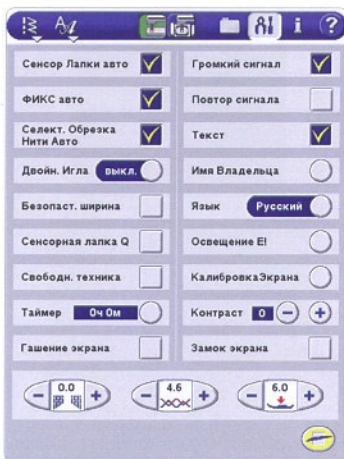 i ?
Сенсор Лапки авто
Громкий сигнал
ФИКС авто
Повтор сигнала
Селект. Обрезка
Нити Авто
Текст
Двойн. Игла выкл.
Имя Владельца
Безопаст. ширина
Язык Русский
Сенсорная лапка Q
Освещение E!
Свободн. техника
КалибровкаЭкрана
Таймер 0ч 0м
Контраст 0 - +
Гашение экрана
Замок экрана
- 0.0 + - 4.6 + - 6.0 +